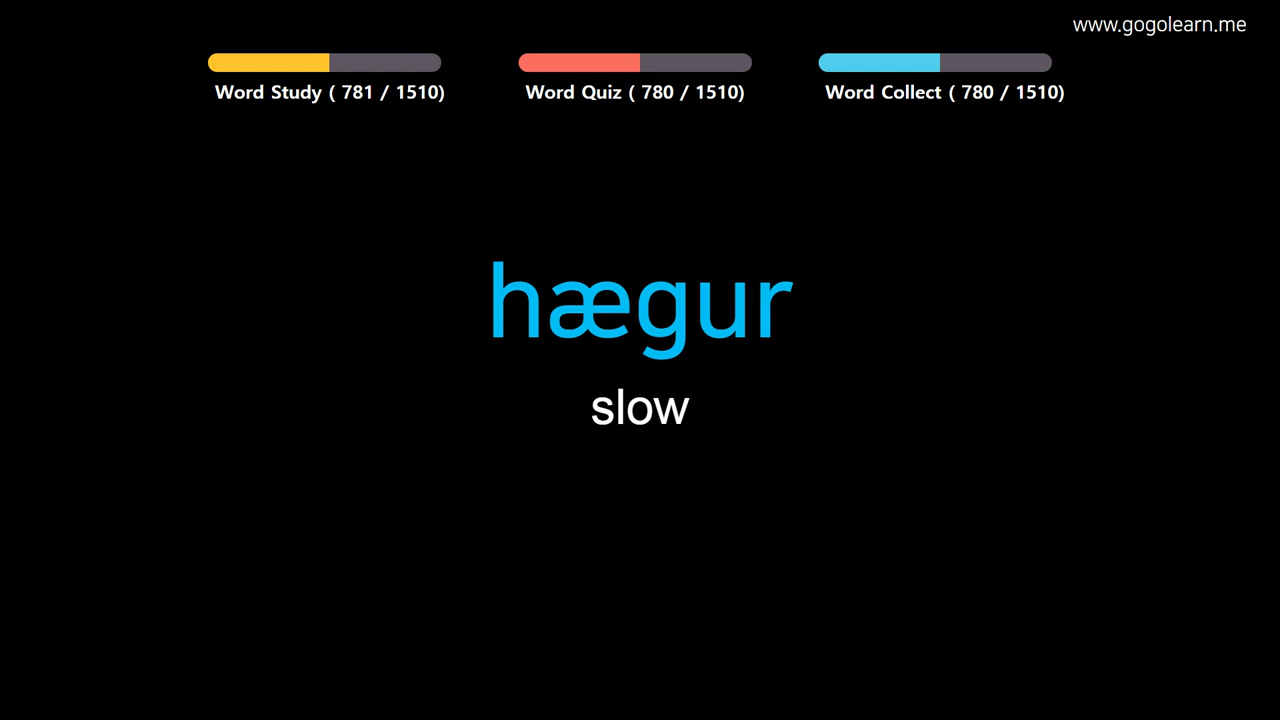 www.gogolearn.me
Word Study ( 781 / 1510)
Word Quiz ( 780 / 1510)
Word Collect ( 780 / 1510)
hægur
slow